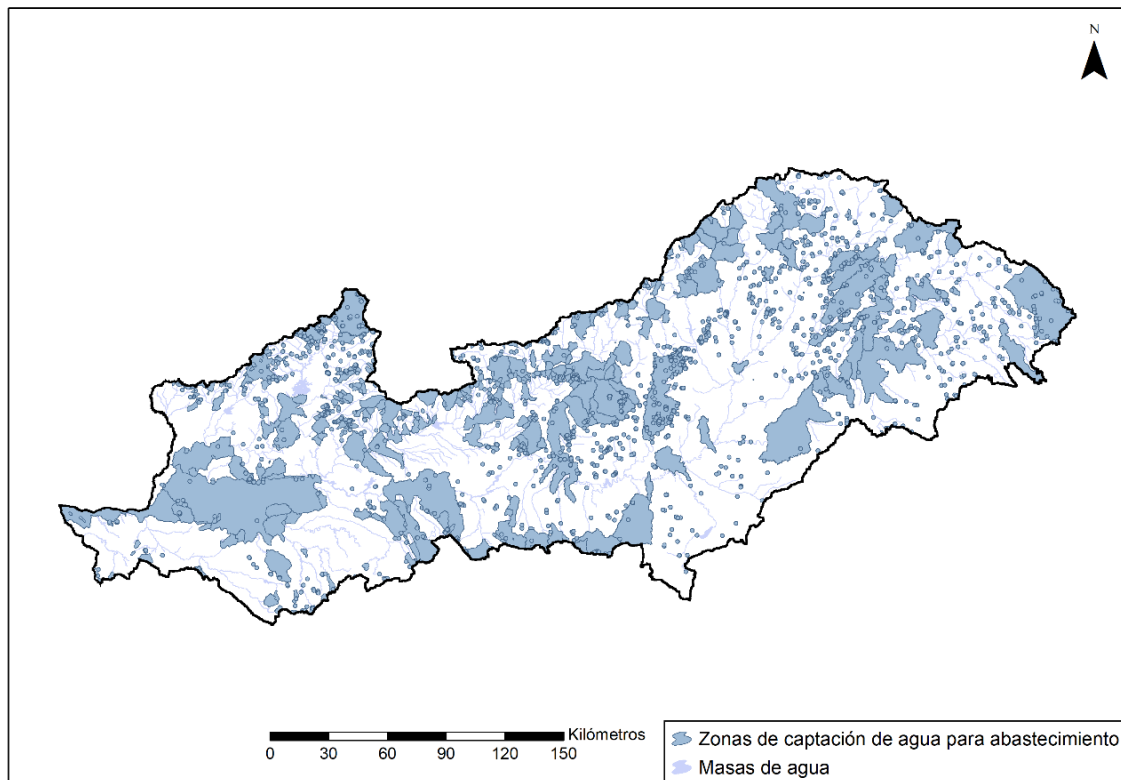 N
Kilómetros
0 30 60 90 120 150
Zonas de captación de agua para abastecimiento
Masas de agua